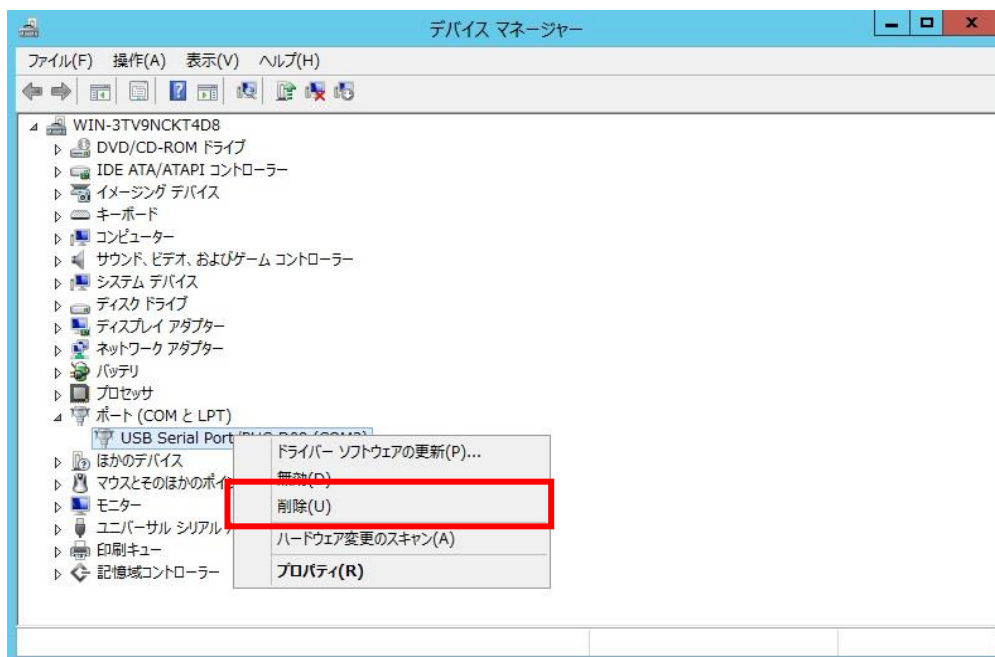 デバイス マネージャー
ファイル(F) 操作(A) 表示(V) ヘルプ(H)
WIN-3TV9NCKT4D8
DVD/CD-ROM ドライブ
IDE ATA/ATAPI コントローラー
イメージング デバイス
キーボード
コンピューター
サウンド、ビデオ、およびゲーム コントローラー
システム デバイス
ディスク ドライブ
ディスプレイ アダプター
ネットワーク アダプター
バッテリ
プロセッサ
ポート (COM と LPT)
USB Serial Port
ドライバー ソフトウェアの更新(P)...
ほかのデバイス
無効(D)
マウスとそのほかのポイン
削除(U)
モニター
ユニバーサル シリアル
ハードウェア変更のスキャン(A)
印刷キュー
プロパティ(R)
記憶域コントローラー